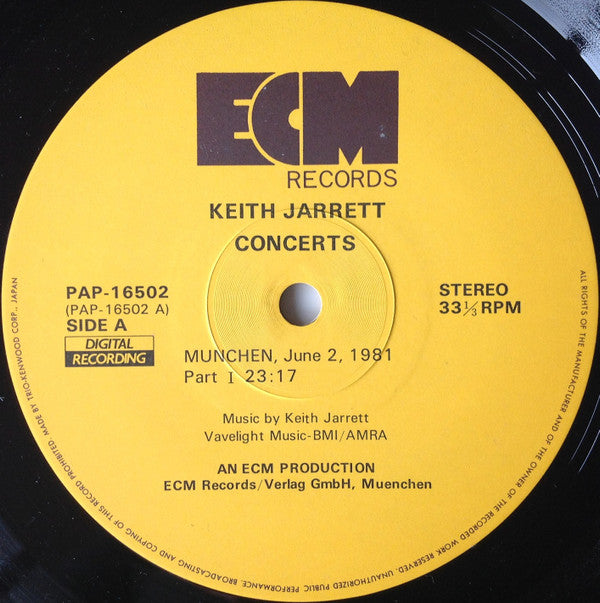 ECM
RECORDS
KEITH JARRETT
CONCERTS
PAP-16502
(PAP-16502 A)
SIDE A
DIGITAL
RECORDING
STEREO
33 1/3 RPM
MUNCHEN, June 2, 1981
Part I 23:17
Music by Keith Jarrett
Vavelight Music-BMI/AMRA
AN ECM PRODUCTION
ECM Records/Verlag GmbH, Muenchen
ALL RIGHTS OF THE MANUFACTURER AND OF THE OWNER OF THE RECORDED WORK RESERVED. UNAUTHORIZED PUBLIC PERFORMANCE, BROADCASTING AND COPYING OF THIS RECORD PROHIBITED. MADE BY TRIO-KENWOOD CORP., JAPAN